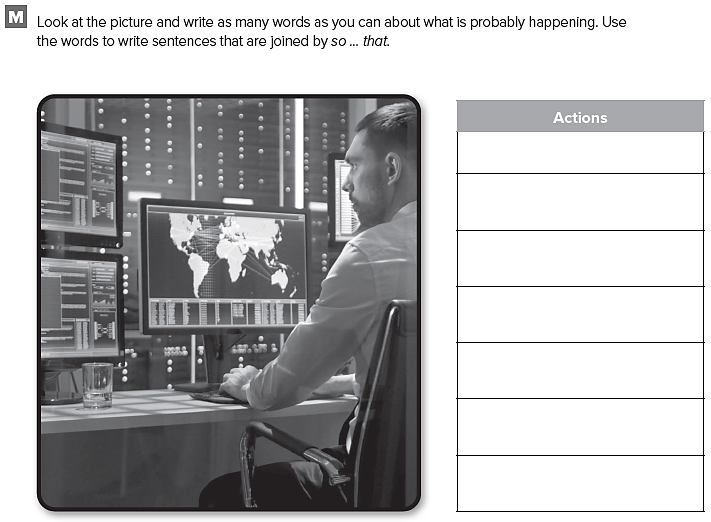 M
Look at the picture and write as many words as you can about what is probably happening. Use
the words to write sentences that are joined by so ... that.
Actions